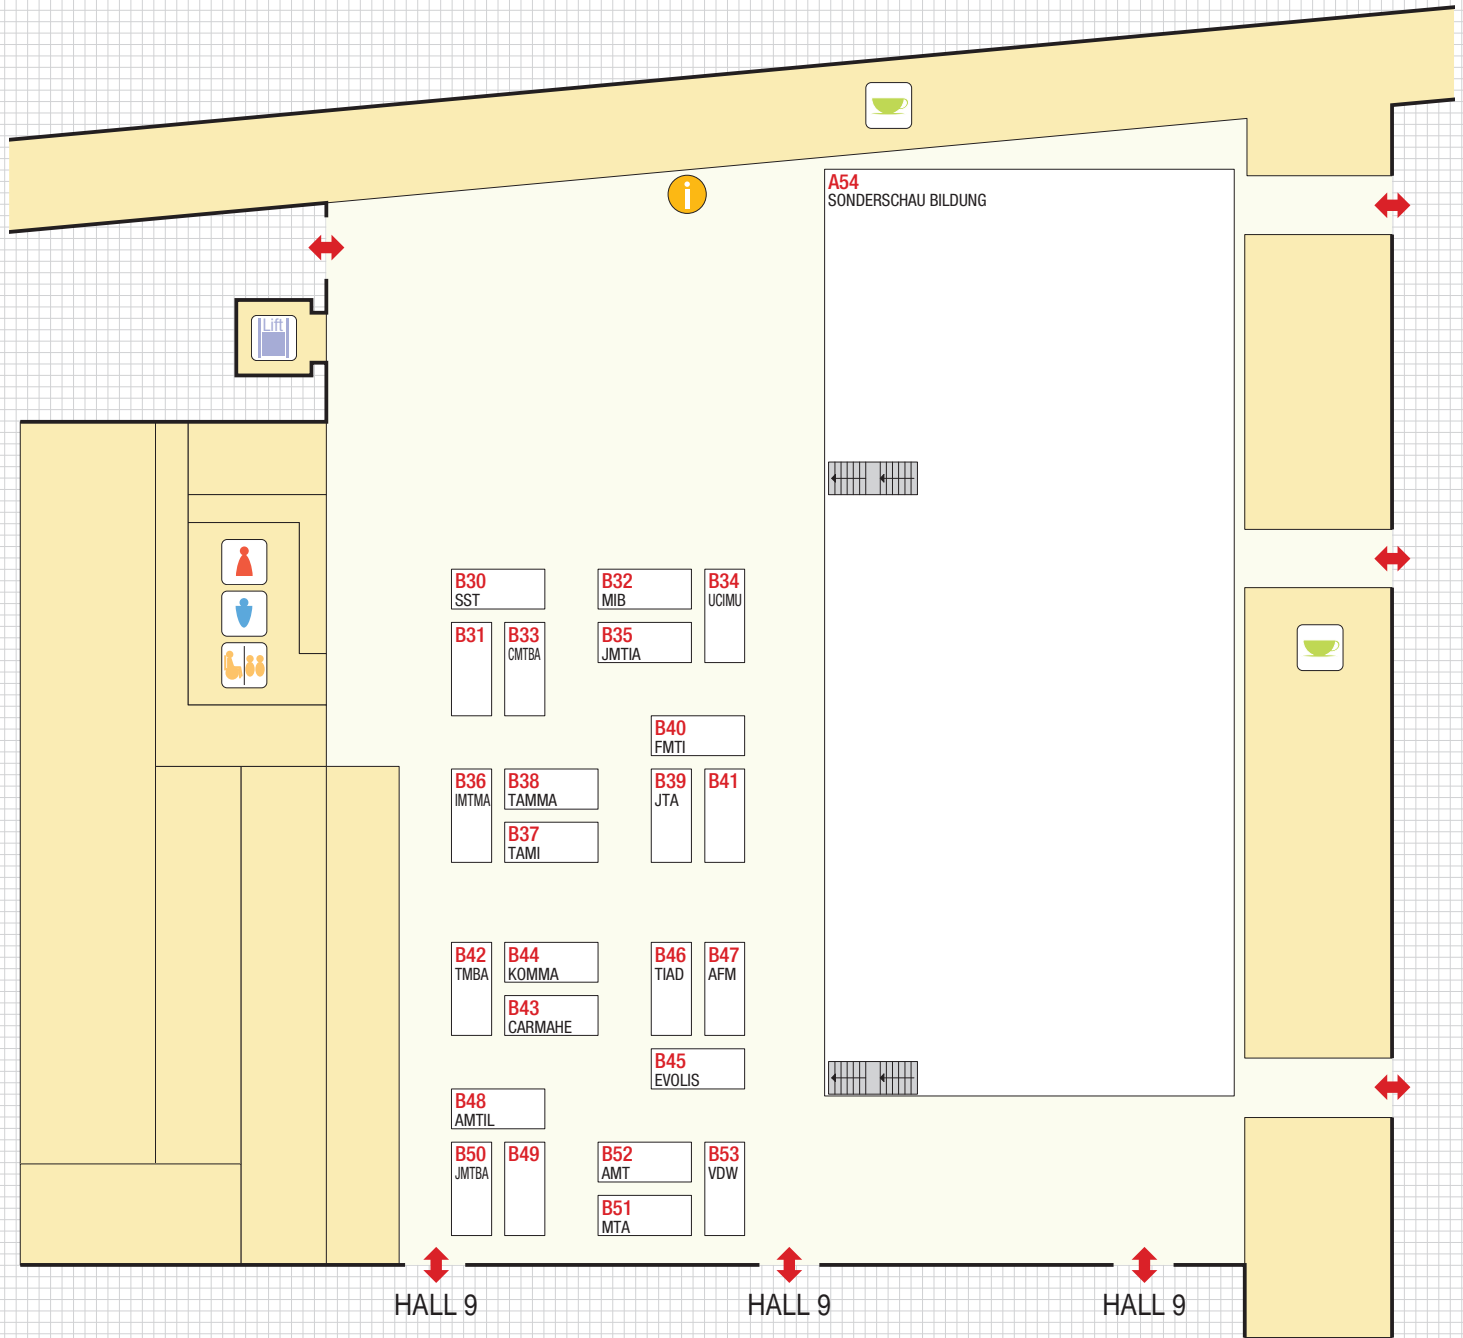 A54
SONDERSCHAU BILDUNG
i
Lift
B30
SST
B32
MIB
B34
UCIMU
B31
B33
CMTBA
B35
JMTIA
B40
FMTI
B36
IMTMA
B38
TAMMA
B39
JTA
B41
B37
TAMI
B42
TMBA
B44
KOMMA
B46
TIAD
B47
AFM
B43
CARMAHE
B45
EVOLIS
B48
AMTIL
B50
JMTBA
B49
B52
AMT
B53
VDW
B51
MTA
HALL 9
HALL 9
HALL 9